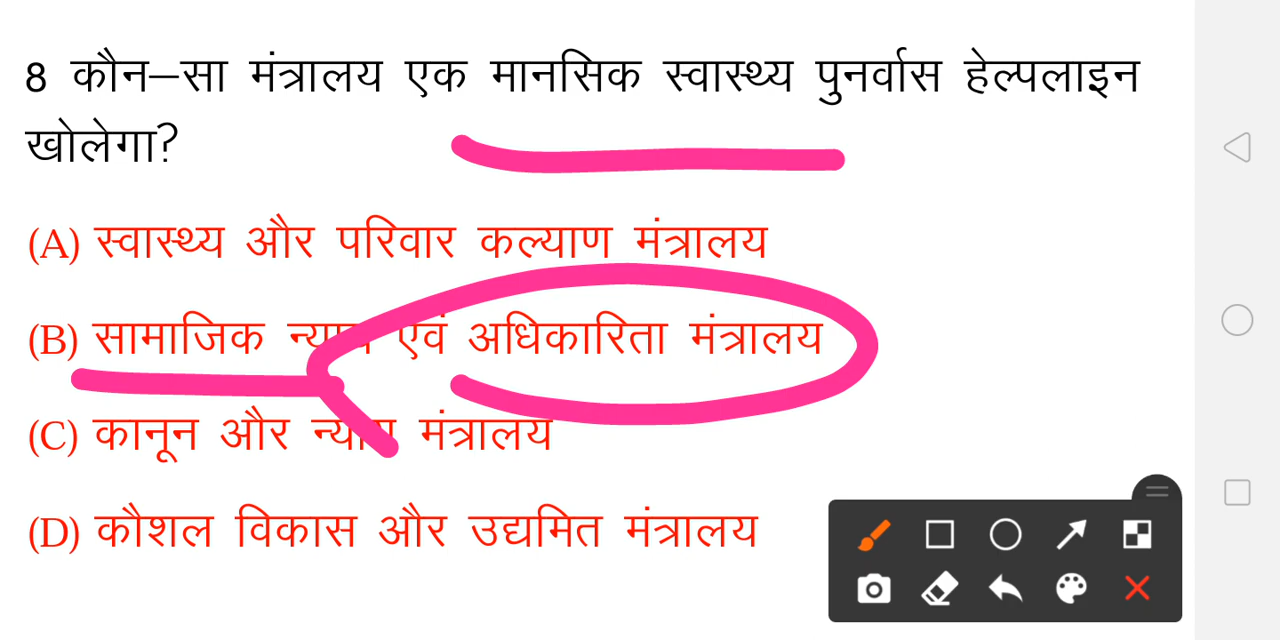 8 कौन–सा मंत्रालय एक मानसिक स्वास्थ्य पुनर्वास हेल्पलाइन
खोलेगा?
(A) स्वास्थ्य और परिवार कल्याण मंत्रालय
(B) सामाजिक न्याय एवं अधिकारिता मंत्रालय
(C) कानून और न्याय मंत्रालय
(D) कौशल विकास और उद्यमित मंत्रालय